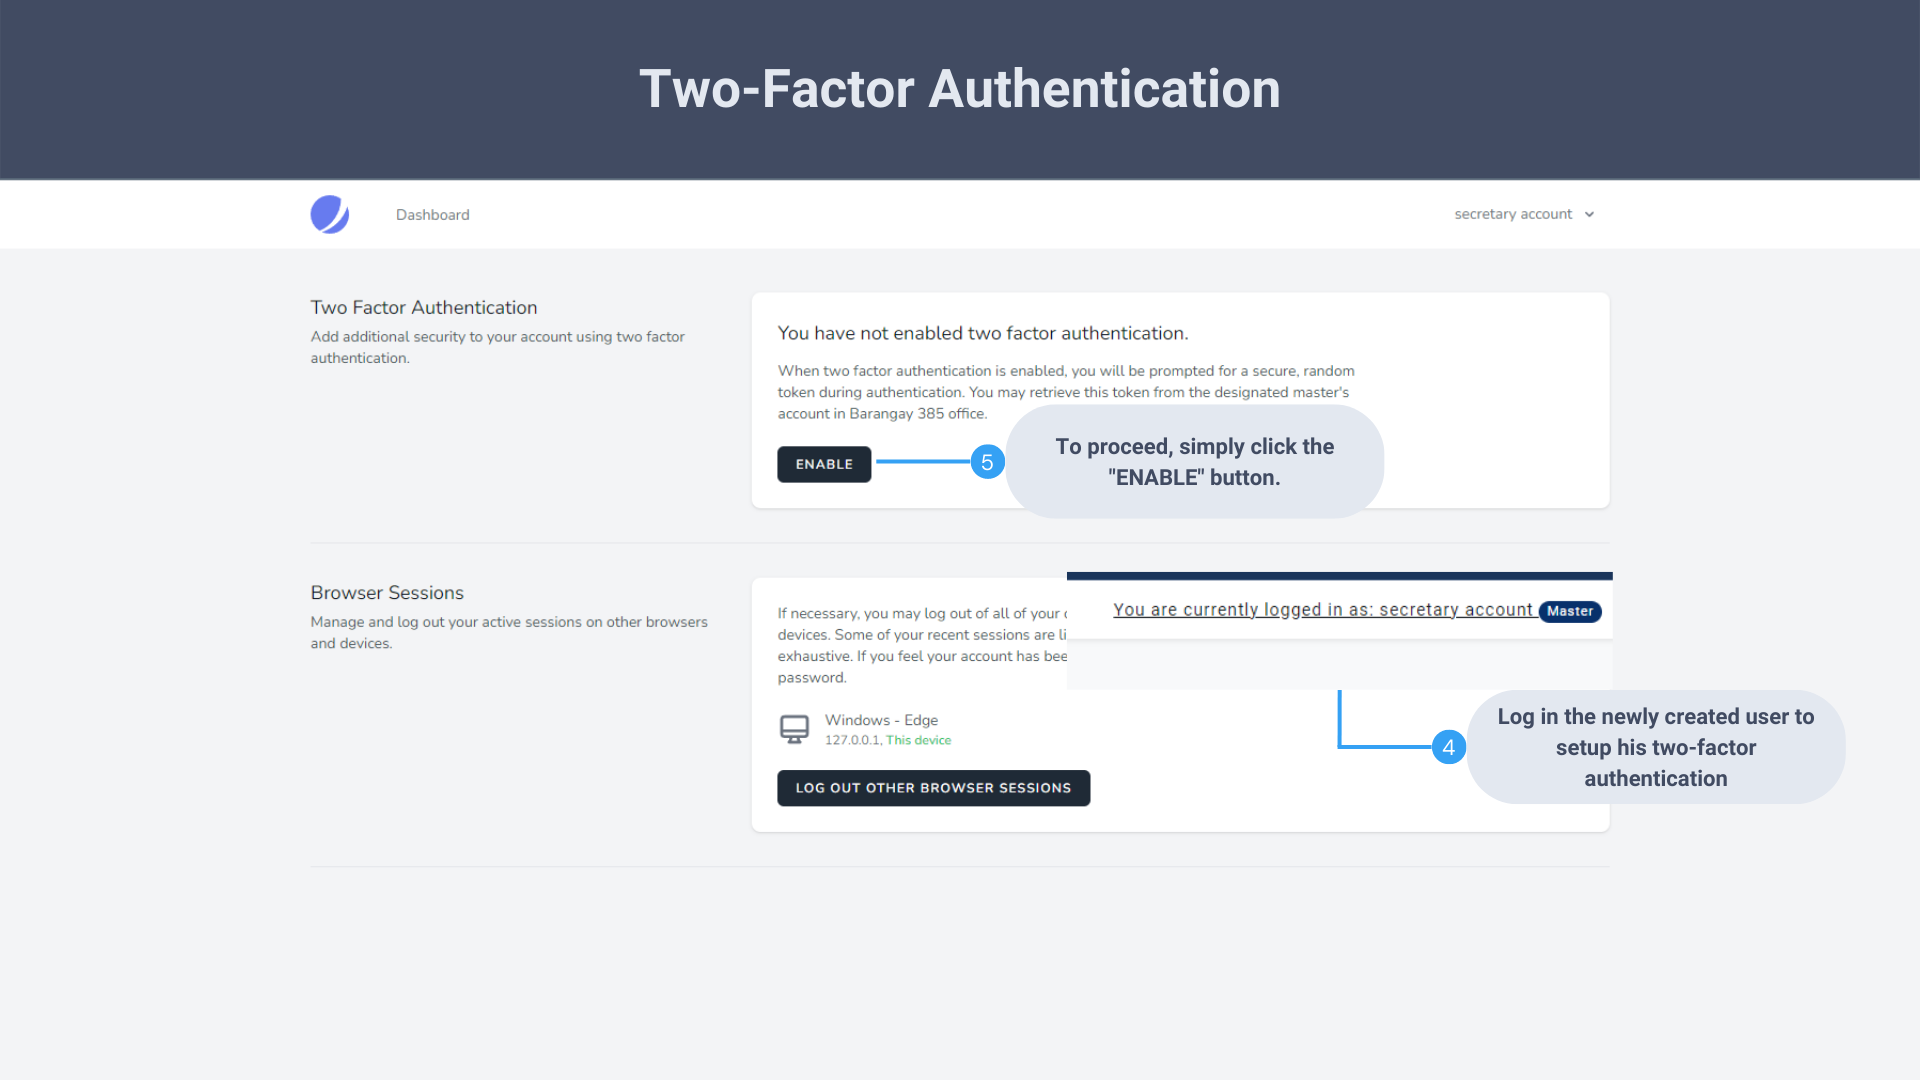 Two-Factor Authentication
Dashboard
secretary account
Two Factor Authentication
Add additional security to your account using two factor
authentication.
You have not enabled two factor authentication.
When two factor authentication is enabled, you will be prompted for a secure, random
token during authentication. You may retrieve this token from the designated master's
account in Barangay 385 office.
ENABLE
5
To proceed, simply click the
"ENABLE" button.
Browser Sessions
Manage and log out your active sessions on other browsers
and devices.
If necessary, you may log out of all of your
devices. Some of your recent sessions are
exhaustive. If you feel your account has
password.
You are currently logged in as: secretary account Master
Windows - Edge
127.0.0.1, This device
LOG OUT OTHER BROWSER SESSIONS
4
Log in the newly created user to
setup his two-factor
authentication